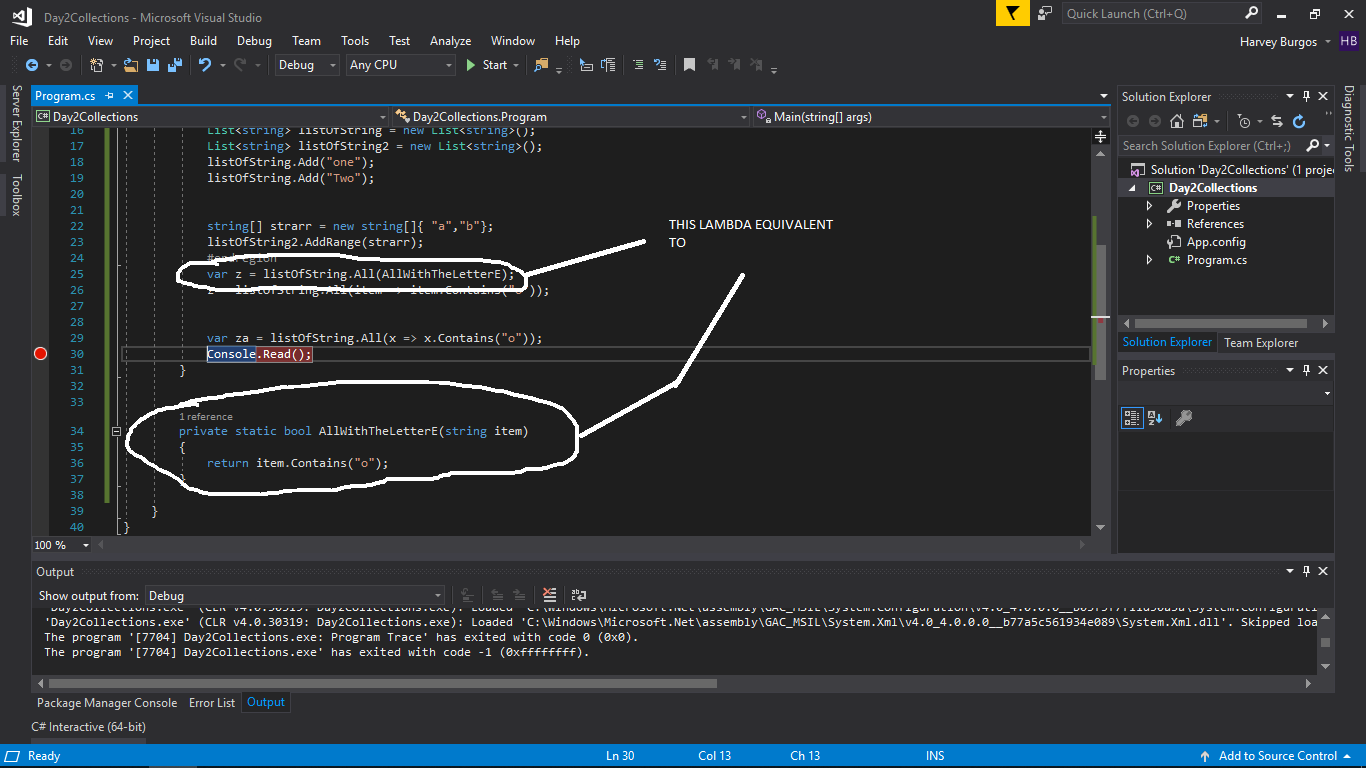 Day2Collections - Microsoft Visual Studio
Quick Launch (Ctrl+Q)
File Edit View Project Build Debug Team Tools Test Analyze Window Help
Harvey Burgos HB
Debug Any CPU Start
Server Explorer
Toolbox
Program.cs
C# Day2Collections Day2Collections.Program Main(string[] args)
16 List<string> listOfString = new List<string>();
17 List<string> listOfString2 = new List<string>();
18 listOfString.Add("one");
19 listOfString.Add("Two");
20
21
22 string[] strarr = new string[]{ "a","b"};
23 listOfString2.AddRange(strarr);
24
25 var z = listOfString.All(AllWithTheLetterE);
26 listOfString.All(item => item.Contains(" "));
27
28
29 var za = listOfString.All(x => x.Contains("o"));
30 Console.Read();
31 }
32
33
1 reference
34 private static bool AllWithTheLetterE(string item)
35 {
36 return item.Contains("o");
37 }
38
39 }
40 }
THIS LAMBDA EQUIVALENT
TO
100 %
Solution Explorer
Search Solution Explorer (Ctrl+;)
Solution 'Day2Collections' (1 proje
C# Day2Collections
Properties
References
App.config
C# Program.cs
Solution Explorer Team Explorer
Properties
Diagnostic Tools
Output
Show output from: Debug
'Day2Collections.exe' (CLR v4.0.30319: Day2Collections.exe): Loaded 'C:\Windows\Microsoft.Net\assembly\GAC_MSIL\System.Configuration\v4.0_4.0.0.0__b03f5f7f11d50a3a\System.Configura
'Day2Collections.exe' (CLR v4.0.30319: Day2Collections.exe): Loaded 'C:\Windows\Microsoft.Net\assembly\GAC_MSIL\System.Xml\v4.0_4.0.0.0__b77a5c561934e089\System.Xml.dll'. Skipped loa
The program '[7704] Day2Collections.exe: Program Trace' has exited with code 0 (0x0).
The program '[7704] Day2Collections.exe' has exited with code -1 (0xffffffff).
Package Manager Console Error List Output
C# Interactive (64-bit)
Ready Ln 30 Col 13 Ch 13 INS Add to Source Control